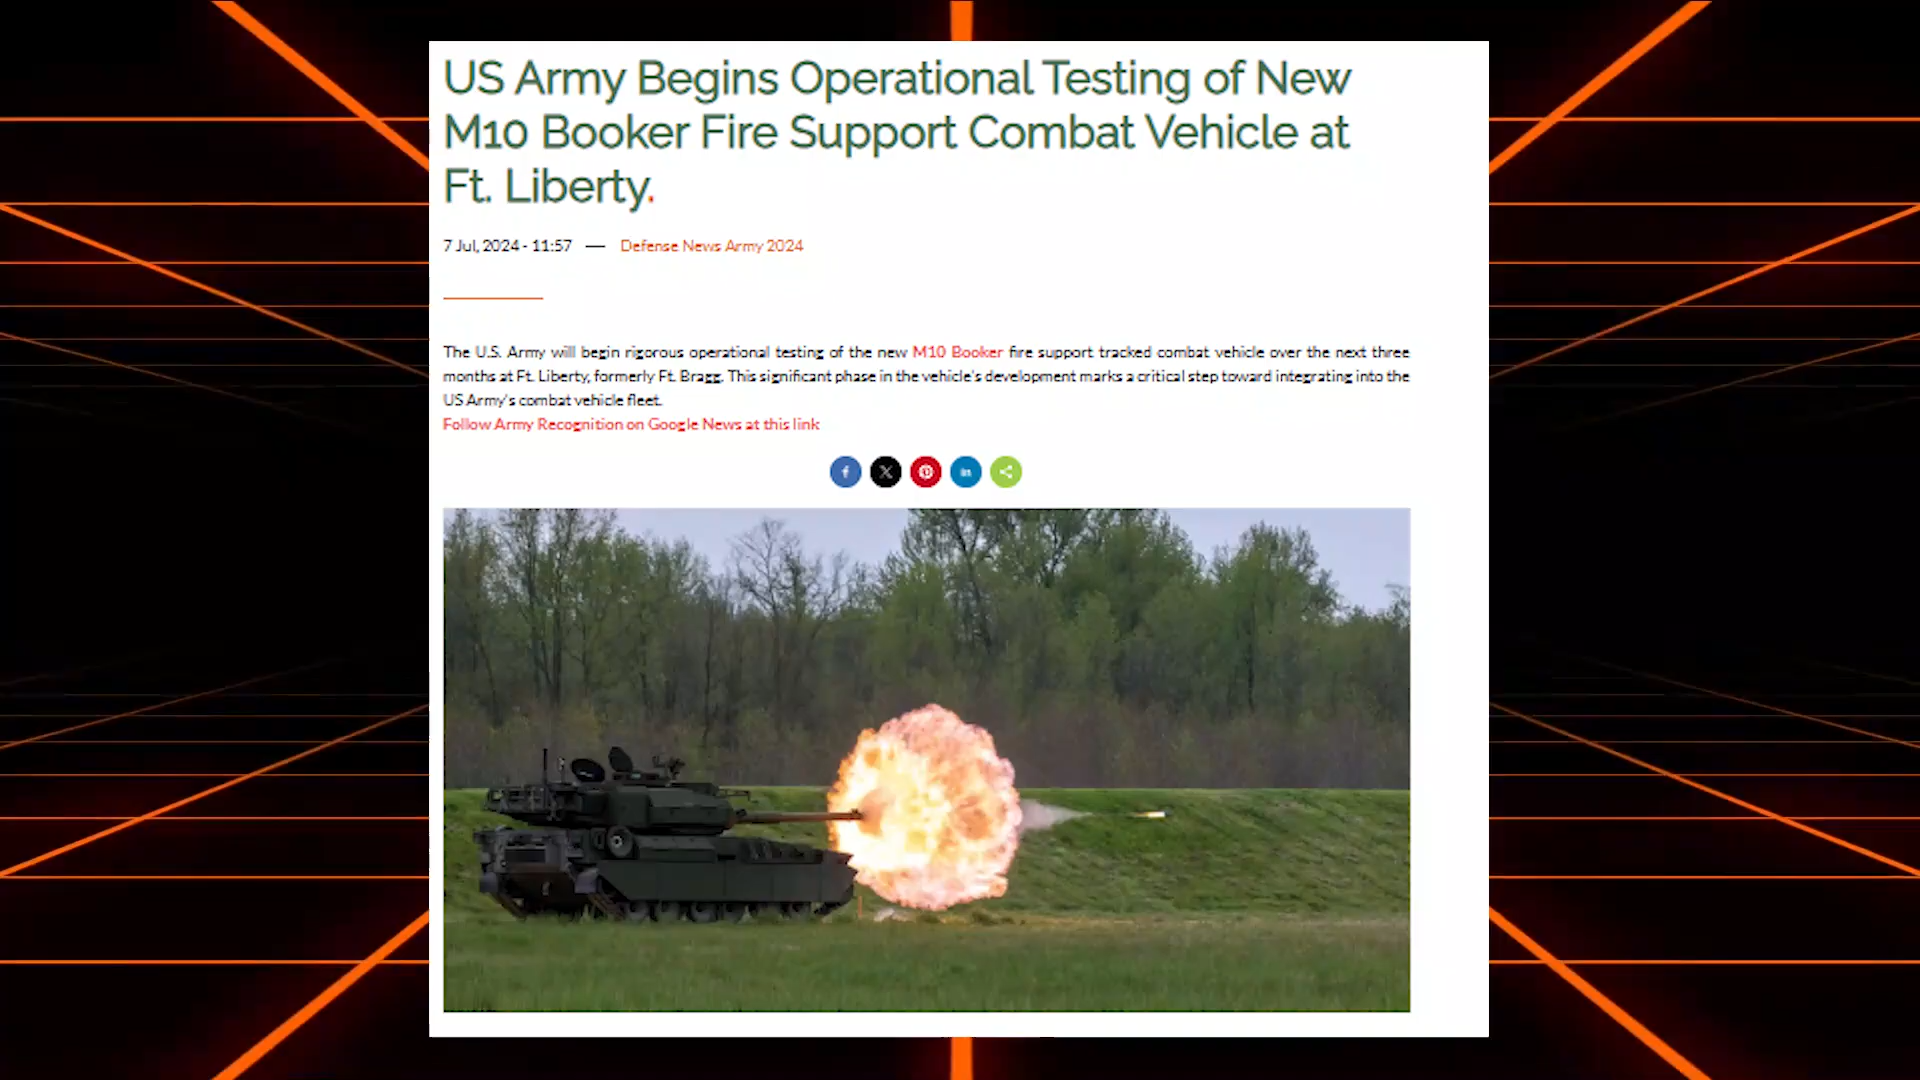 US Army Begins Operational Testing of New
M10 Booker Fire Support Combat Vehicle at
Ft. Liberty.
7 Jul, 2024 - 11:57 — Defense News Army 2024
The U.S. Army will begin rigorous operational testing of the new M10 Booker fire support tracked combat vehicle over the next three
months at Ft. Liberty, formerly Ft. Bragg. This significant phase in the vehicle's development marks a critical step toward integrating into the
US Army's combat vehicle fleet.
Follow Army Recognition on Google News at this link